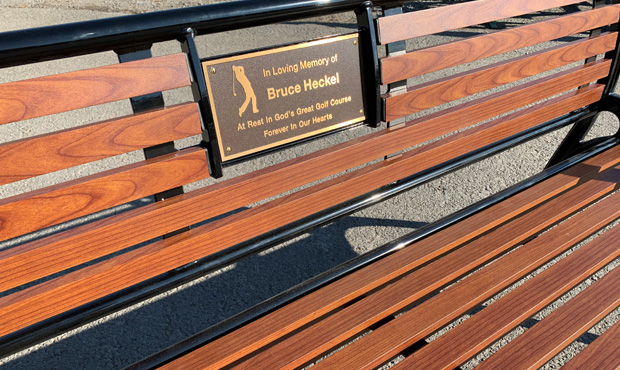 In Loving Memory of
Bruce Heckel
At Rest In God's Great Golf Course
Forever In Our Hearts